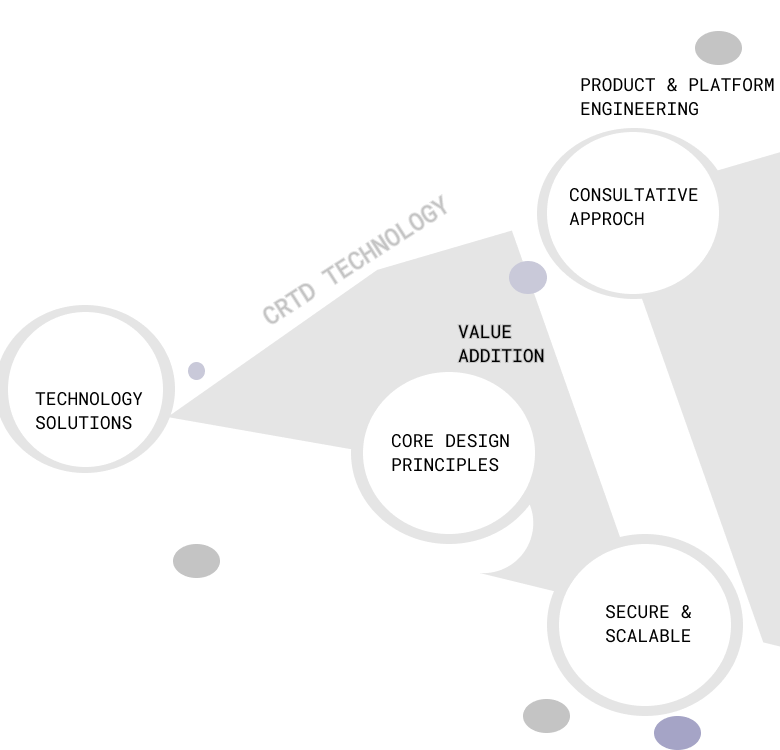 PRODUCT & PLATFORM
ENGINEERING
CONSULTATIVE
APPROCH
CRTD TECHNOLOGY
VALUE
ADDITION
TECHNOLOGY
SOLUTIONS
CORE DESIGN
PRINCIPLES
SECURE &
SCALABLE